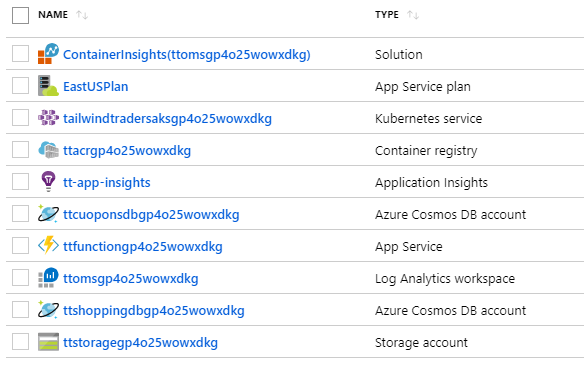 NAME ↑↓ TYPE ↑↓
ContainerInsights(ttomsgp4o25wowxdkg) Solution
EastUSPlan App Service plan
tailwindtradersaksgp4o25wowxdkg Kubernetes service
ttacrgp4o25wowxdkg Container registry
tt-app-insights Application Insights
ttcuoponsdbgp4o25wowxdkg Azure Cosmos DB account
ttfunctiongp4o25wowxdkg App Service
ttomsgp4o25wowxdkg Log Analytics workspace
ttshoppingdbgp4o25wowxdkg Azure Cosmos DB account
ttstoragegp4o25wowxdkg Storage account